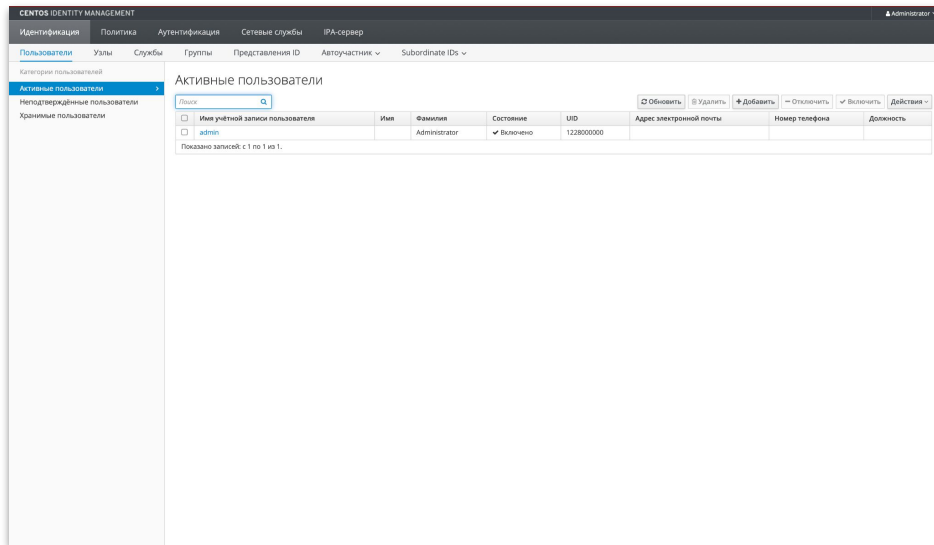 CENTOS IDENTITY MANAGEMENT Administrator
Идентификация Политика Аутентификация Сетевые службы IPA-сервер
Пользователи Узлы Службы Группы Представления ID Автоучастник Subordinate IDs
Категории пользователей
Активные пользователи
Неподтверждённые пользователи
Хранимые пользователи
Активные пользователи
Поиск Обновить Удалить Добавить Отключить Включить Действия
Имя учётной записи пользователя Имя Фамилия Состояние UID Адрес электронной почты Номер телефона Должность
admin Administrator Включено 1228000000
Показано записей: с 1 по 1 из 1.